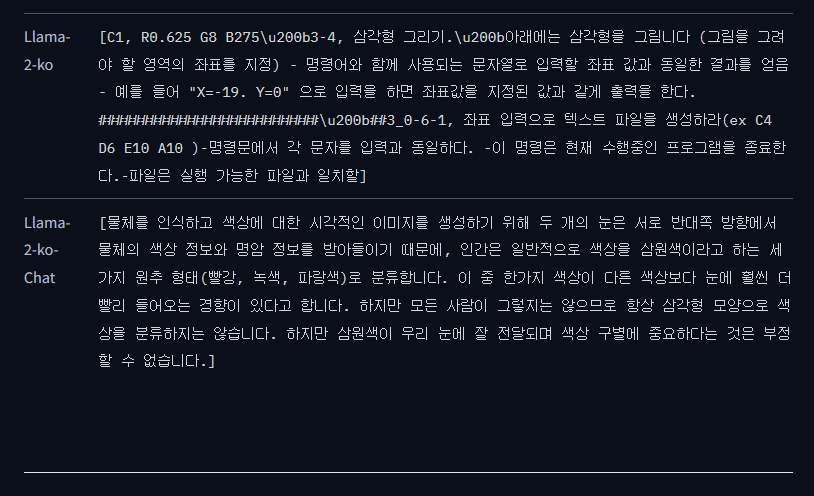 Llama-2-ko
[C1, R0.625 G8 B275\u200b3-4, 삼각형 그리기.\u200b아래에는 삼각형을 그림니다 (그림을 그려
야 할 영역의 좌표를 지정) - 명령어와 함께 사용되는 문자열로 입력할 좌표 값과 동일한 결과를 얻음
- 예를 들어 "X=-19. Y=0" 으로 입력을 하면 좌표값을 지정된 값과 같게 출력을 한다.
##########################\u200b##3_0-6-1, 좌표 입력으로 텍스트 파일을 생성하라(ex C4
D6 E10 A10 )-명령문에서 각 문자를 입력과 동일하다. -이 명령은 현재 수행중인 프로그램을 종료한
다.-파일은 실행 가능한 파일과 일치할]
Llama-2-ko-Chat
[물체를 인식하고 색상에 대한 시각적인 이미지를 생성하기 위해 두 개의 눈은 서로 반대쪽 방향에서
물체의 색상 정보와 명암 정보를 받아들이기 때문에, 인간은 일반적으로 색상을 삼원색이라고 하는 세
가지 원추 형태(빨강, 녹색, 파랑색)로 분류합니다. 이 중 한가지 색상이 다른 색상보다 눈에 훨씬 더
빨리 들어오는 경향이 있다고 합니다. 하지만 모든 사람이 그렇지는 않으므로 항상 삼각형 모양으로 색
상을 분류하지는 않습니다. 하지만 삼원색이 우리 눈에 잘 전달되며 색상 구별에 중요하다는 것은 부정
할 수 없습니다.]